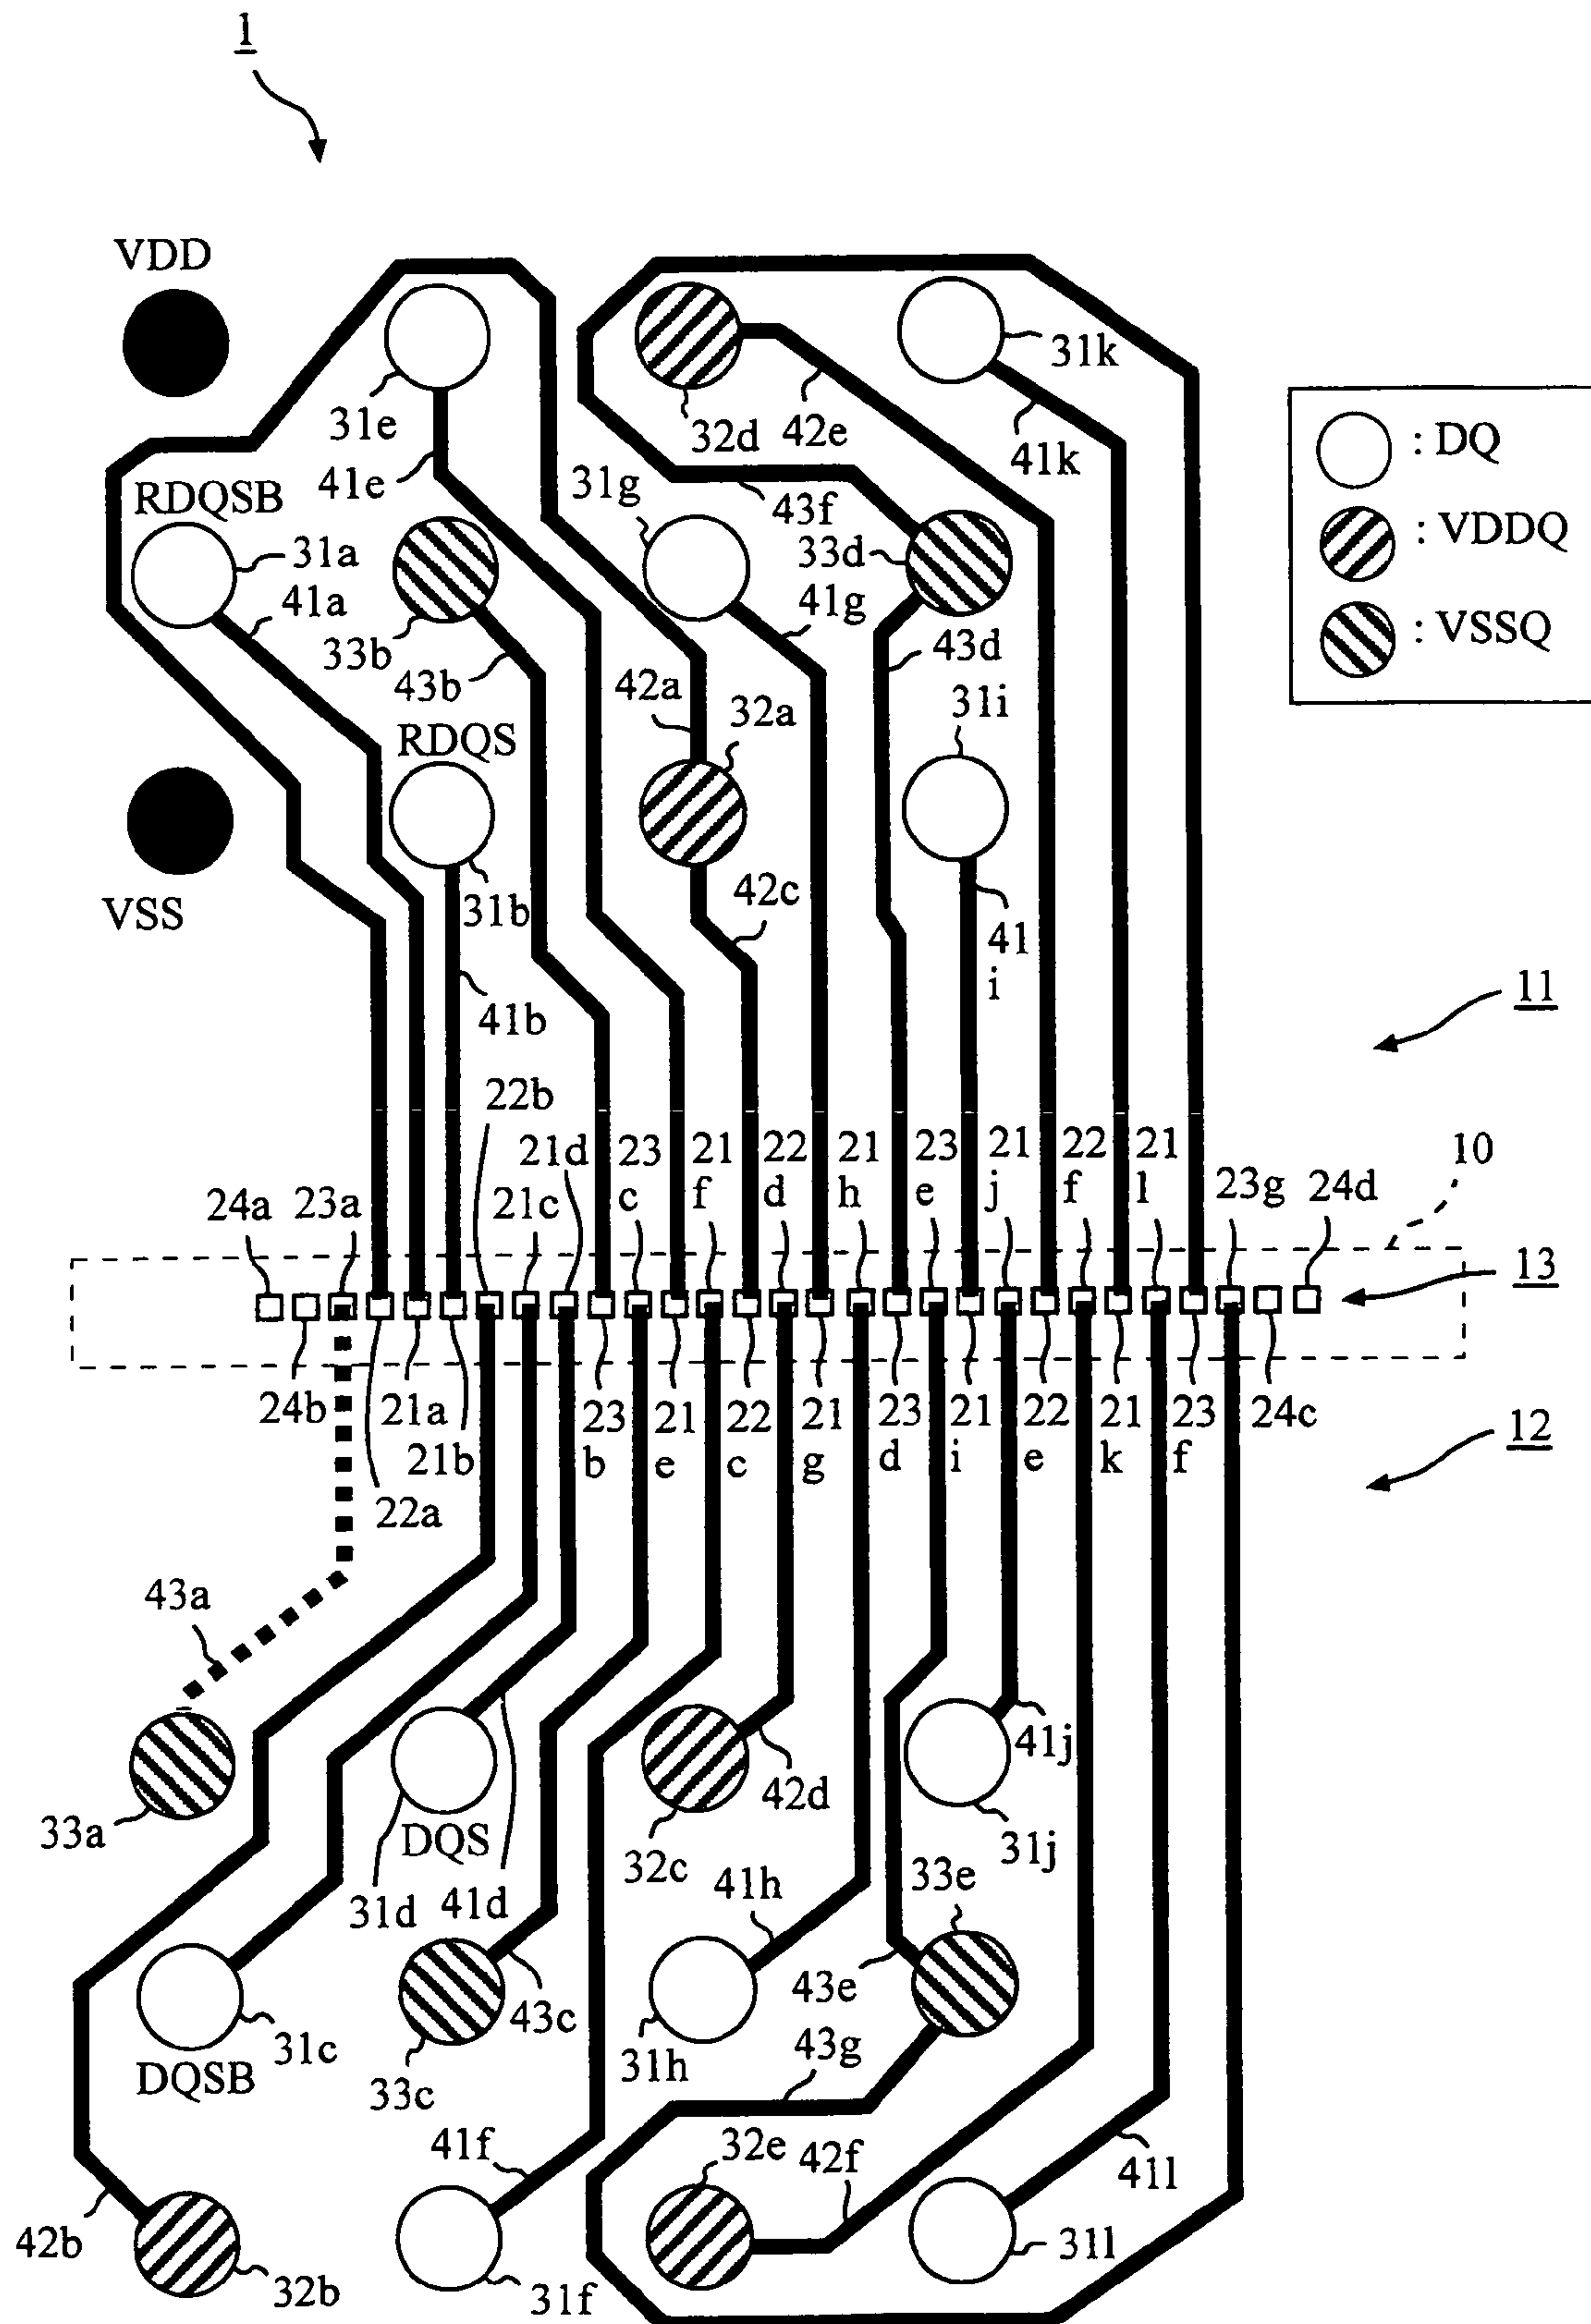 1
VDD
31e
41e
32d
42e
31k
41k
: DQ
: VDDQ
: VSSQ
RDQSB
31a
41a
31g
43f
33d
41g
33b
43b
43d
42a
32a
31i
RDQS
VSS
31b
42c
41
i
41b
11
22b
21d
23
c
21
f
22
d
21
h
23
e
21
j
22
f
21
l
10
24a
23a
21c
23g
24d
13
24b
21a
21b
22a
23
b
21
e
22
c
21
g
23
d
21
i
22
e
21
k
23
f
24c
12
43a
33a
DQS
31d
41d
42d
32c
41j
31j
41h
33e
DQSB
31c
43c
33c
31h
43e
43g
41f
32e
42f
41l
42b
32b
31f
31l